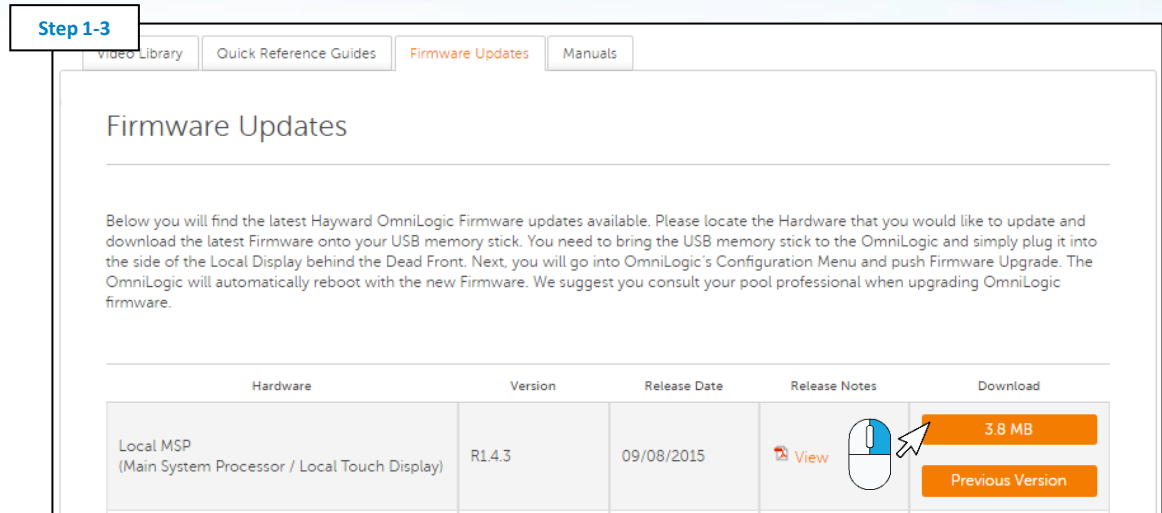 Step 1-3
Video Library
Quick Reference Guides
Firmware Updates
Manuals
Firmware Updates
Below you will find the latest Hayward OmniLogic Firmware updates available. Please locate the Hardware that you would like to update and
download the latest Firmware onto your USB memory stick. You need to bring the USB memory stick to the OmniLogic and simply plug it into
the side of the Local Display behind the Dead Front. Next, you will go into OmniLogic's Configuration Menu and push Firmware Upgrade. The
OmniLogic will automatically reboot with the new Firmware. We suggest you consult your pool professional when upgrading OmniLogic
firmware.
Hardware Version Release Date Release Notes Download
Local MSP
(Main System Processor / Local Touch Display)
R1.4.3
09/08/2015
View
3.8 MB
Previous Version